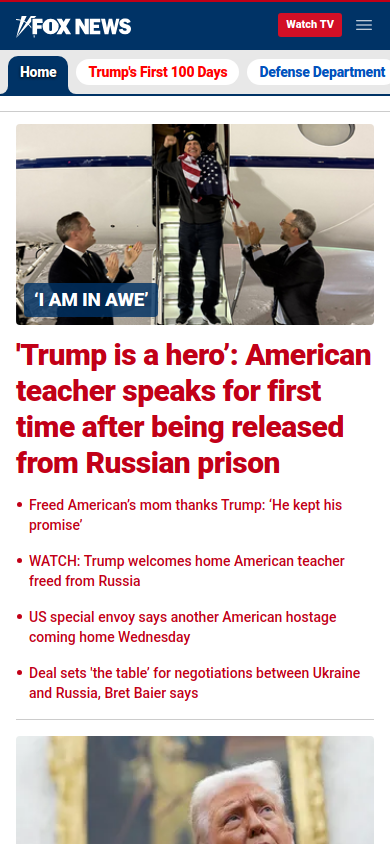 FOX NEWS
Watch TV
Home
Trump's First 100 Days
Defense Department
‘I AM IN AWE’
'Trump is a hero’: American
teacher speaks for first
time after being released
from Russian prison
Freed American’s mom thanks Trump: ‘He kept his
promise’
WATCH: Trump welcomes home American teacher
freed from Russia
US special envoy says another American hostage
coming home Wednesday
Deal sets 'the table’ for negotiations between Ukraine
and Russia, Bret Baier says